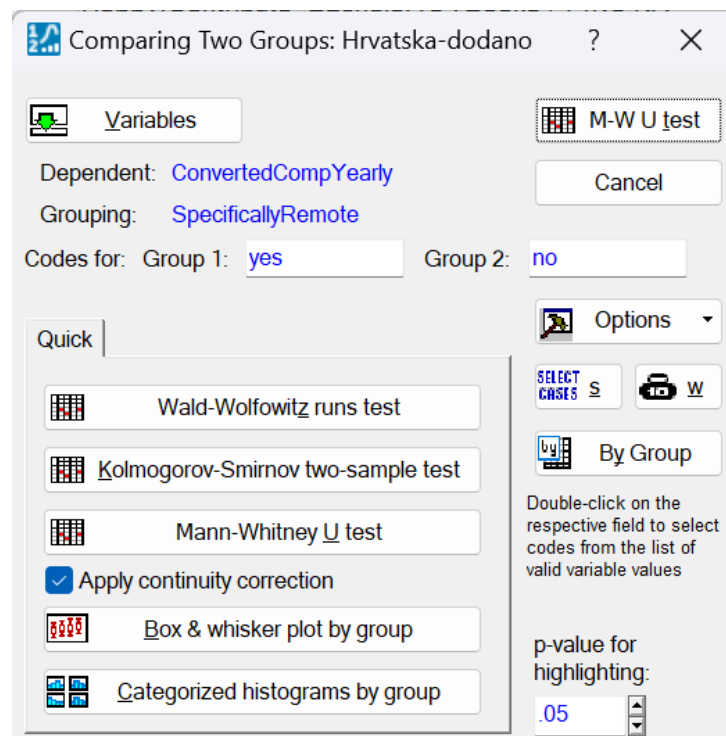 Comparing Two Groups: Hrvatska-dodano ? ×
Variables
M-W U test
Dependent: ConvertedCompYearly
Cancel
Grouping: SpecificallyRemote
Codes for: Group 1: yes Group 2: no
Options
Quick
SELECT CASES S
W
Wald-Wolfowitz runs test
By Group
Kolmogorov-Smirnov two-sample test
Double-click on the
respective field to select
codes from the list of
valid variable values
Mann-Whitney U test
Apply continuity correction
Box & whisker plot by group
p-value for
highlighting:
Categorized histograms by group
.05